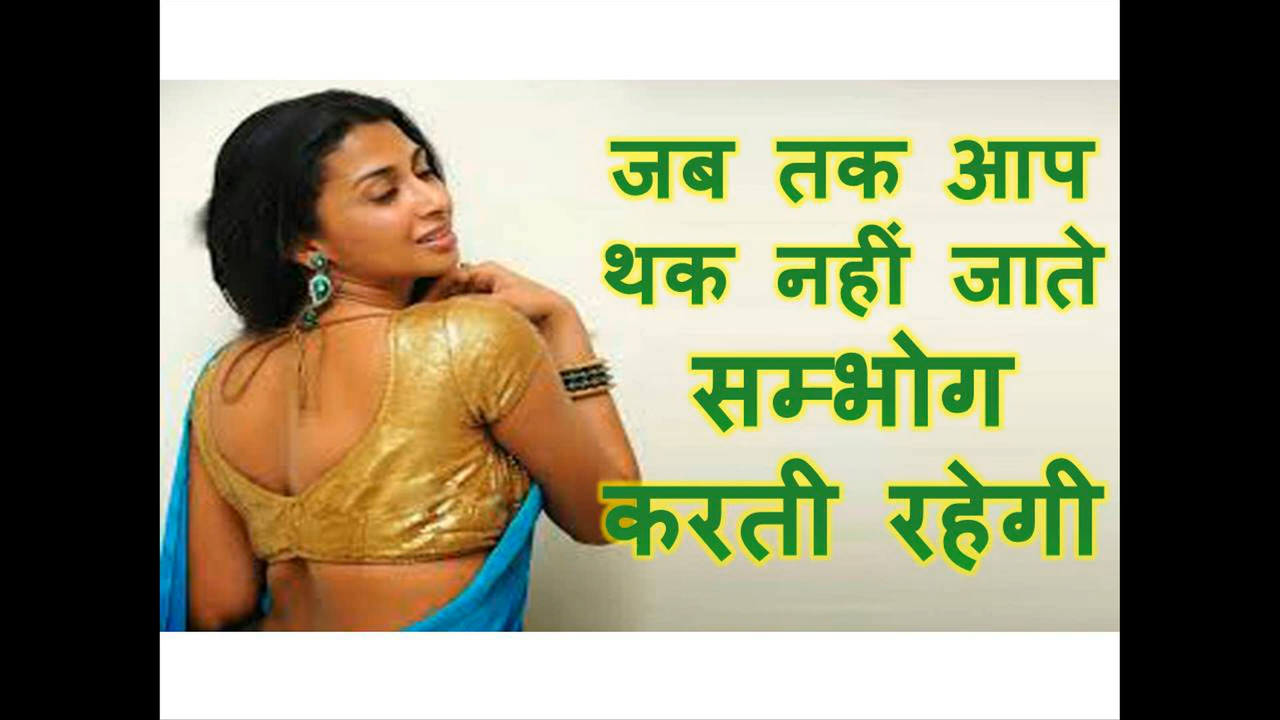 जब तक आप
थक नहीं जाते
सम्भोग
करती रहेगी